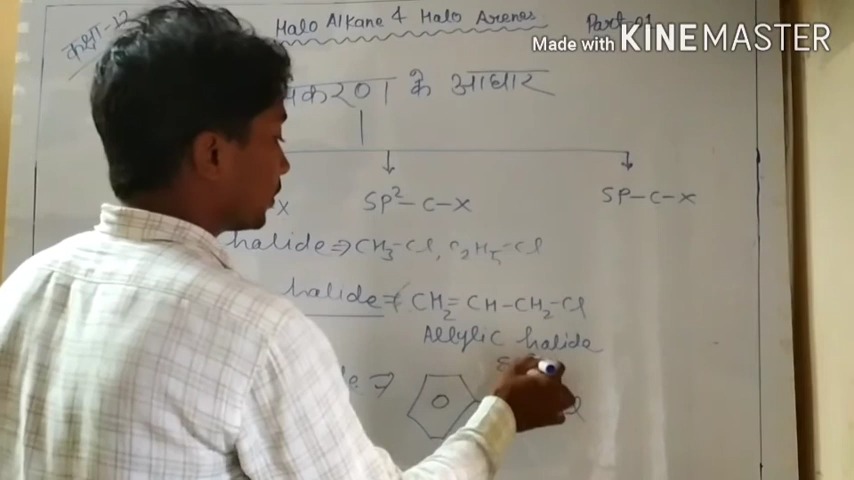 कक्षा-12 Halo Alkane & Halo Arenes Part-01
Made with KINEMASTER
करण के आधार
X SP²-C-X SP-C-X
halide⇒CH₃-Cl, C₂H₅-Cl
halide⇒ CH₂=CH-CH₂-Cl
Allylic halide